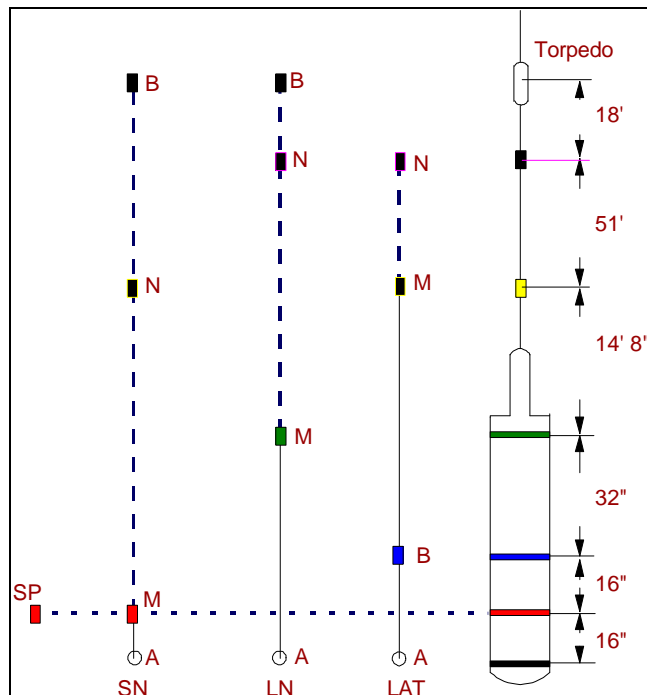 Torpedo
B
B
18'
N
N
51'
N
M
14' 8"
M
32"
B
SP
M
16"
16"
A
A
A
SN
LN
LAT